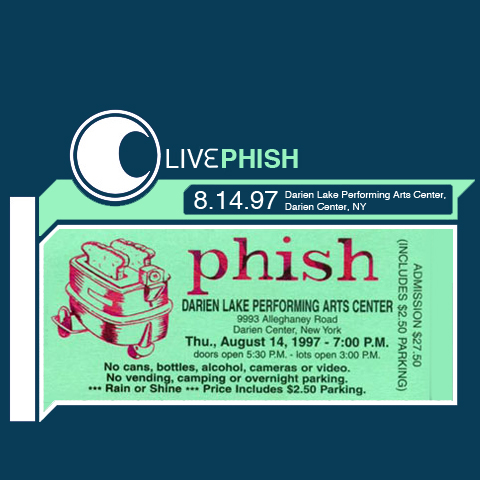 LIVEPHISH
8.14.97
Darien Lake Performing Arts Center,
Darien Center, NY
phish
DARIEN LAKE PERFORMING ARTS CENTER
9993 Alleghaney Road
Darien Center, New York
Thu., August 14, 1997 - 7:00 P.M.
doors open 5:30 P.M. - lots open 3:00 P.M.
No cans, bottles, alcohol, cameras or video.
No vending, camping or overnight parking.
*** Rain or Shine *** Price Includes $2.50 Parking.
ADMISSION $27.50
(INCLUDES $2.50 PARKING)